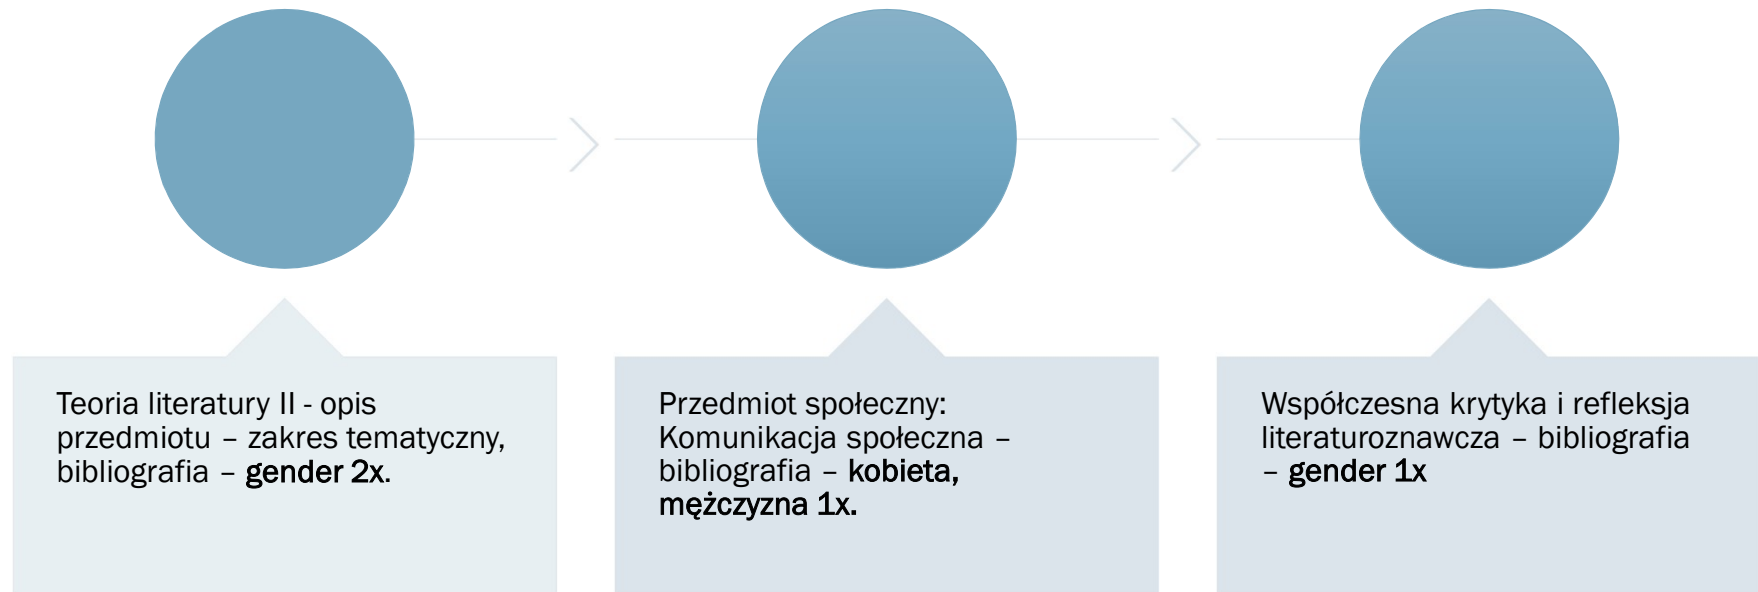 Teoria literatury II - opis
przedmiotu – zakres tematyczny,
bibliografia – gender 2x.
Przedmiot społeczny:
Komunikacja społeczna –
bibliografia – kobieta,
mężczyzna 1x.
Współczesna krytyka i refleksja
literaturoznawcza – bibliografia
– gender 1x